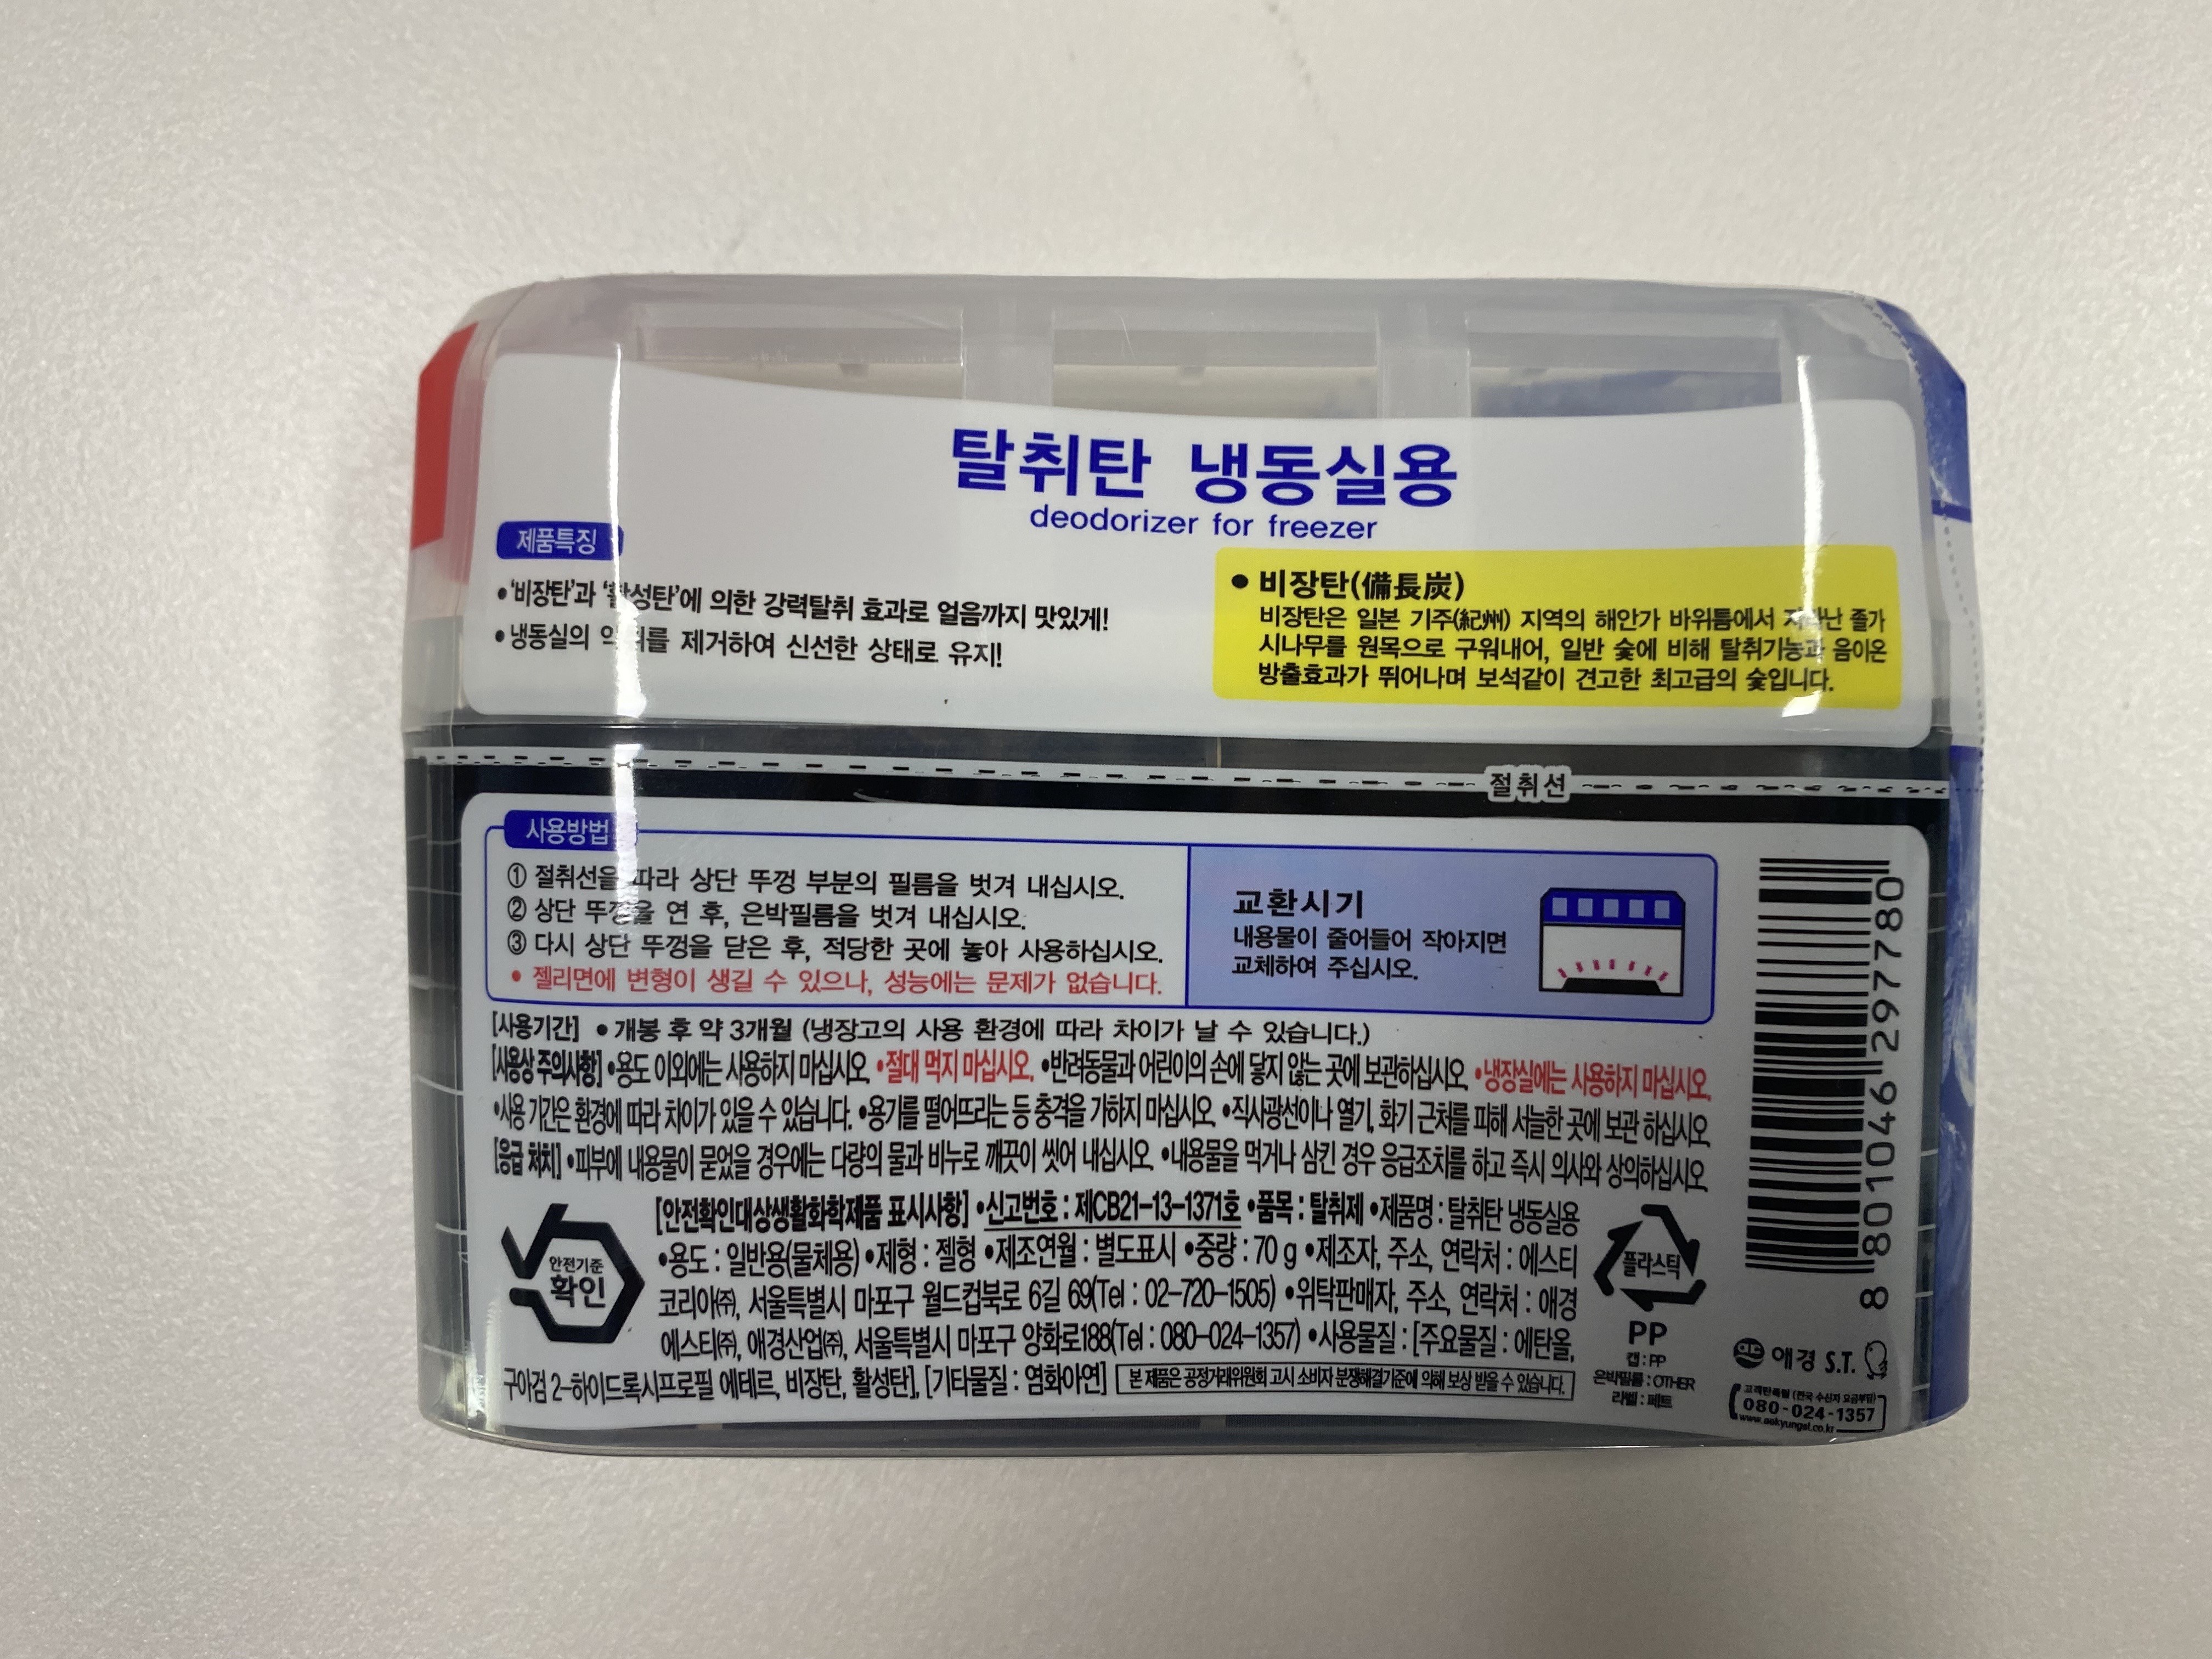 탈취탄 냉동실용
deodorizer for freezer
제품특징
•'비장탄'과 '활성탄'에 의한 강력탈취 효과로 얼음까지 맛있게!
•냉동실의 악취를 제거하여 신선한 상태로 유지!
● 비장탄(備長炭)
비장탄은 일본 기주(紀州) 지역의 해안가 바위틈에서 자라난 졸가
시나무를 원목으로 구워내어, 일반 숯에 비해 탈취기능과 음이온
방출효과가 뛰어나며 보석같이 견고한 최고급의 숯입니다.
절취선
사용방법
① 절취선을 따라 상단 뚜껑 부분의 필름을 벗겨 내십시오.
② 상단 뚜껑을 연 후, 은박필름을 벗겨 내십시오.
③ 다시 상단 뚜껑을 닫은 후, 적당한 곳에 놓아 사용하십시오.
• 젤리면에 변형이 생길 수 있으나, 성능에는 문제가 없습니다.
교환시기
내용물이 줄어들어 작아지면
교체하여 주십시오.
[사용기간] • 개봉 후 약 3개월 (냉장고의 사용 환경에 따라 차이가 날 수 있습니다.)
[사용상 주의사항] •용도 이외에는 사용하지 마십시오. •절대 먹지 마십시오. •반려동물과 어린이의 손에 닿지 않는 곳에 보관하십시오. •냉장실에는 사용하지 마십시오.
•사용 기간은 환경에 따라 차이가 있을 수 있습니다. •용기를 떨어뜨리는 등 충격을 가하지 마십시오. •직사광선이나 열기, 화기 근처를 피해 서늘한 곳에 보관 하십시오.
[응급 처치] •피부에 내용물이 묻었을 경우에는 다량의 물과 비누로 깨끗이 씻어 내십시오. •내용물을 먹거나 삼킨 경우 응급조치를 하고 즉시 의사와 상의하십시오.
안전기준
확인
[안전확인대상생활화학제품 표시사항] •신고번호 : 제CB21-13-1371호 •품목 : 탈취제 •제품명 : 탈취탄 냉동실용
•용도 : 일반용(물체용) •제형 : 젤형 •제조연월 : 별도표시 •중량 : 70 g •제조자, 주소, 연락처 : 에스티
코리아㈜, 서울특별시 마포구 월드컵북로 6길 69(Tel : 02-720-1505) •위탁판매자, 주소, 연락처 : 애경
에스티㈜, 애경산업㈜, 서울특별시 마포구 양화로188(Tel : 080-024-1357) •사용물질 : [주요물질 : 에탄올,
구아검 2-하이드록시프로필 에테르, 비장탄, 활성탄], [기타물질 : 염화아연]
본 제품은 공정거래위원회 고시 소비자 분쟁해결기준에 의해 보상 받을 수 있습니다.
플라스틱
PP
캡 : PP
은박필름 : OTHER
라벨 : 페트
8 801046 297780
애경 S.T.
고객만족팀 (전국 수신자 요금부담)
080-024-1357
www.aekyungst.co.kr